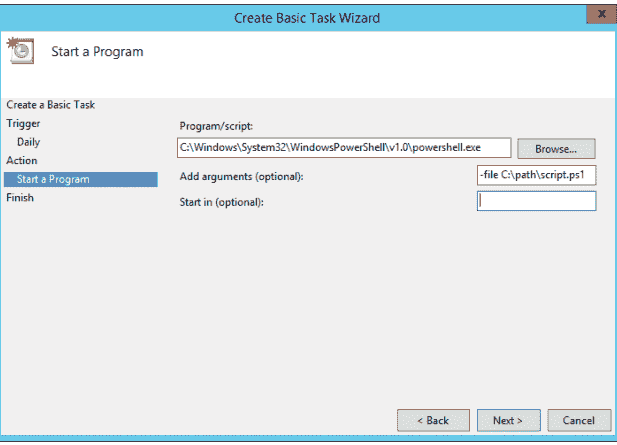 Create Basic Task Wizard
x
Start a Program
Create a Basic Task
Trigger
Daily
Action
Start a Program
Finish
Program/script:
C:\Windows\System32\WindowsPowerShell\v1.0\powershell.exe
Browse...
Add arguments (optional):
-file C:\path\script.ps1
Start in (optional):
< Back
Next >
Cancel